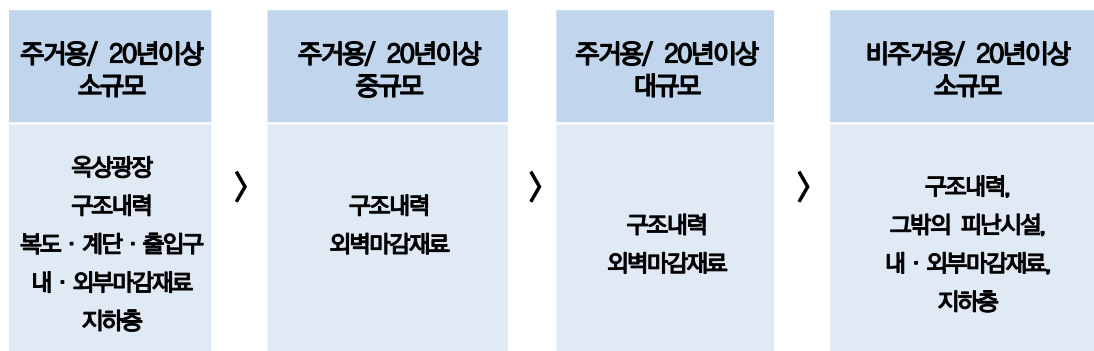 주거용/ 20년이상
소규모
옥상광장
구조내력
복도 · 계단 · 출입구
내 · 외부마감재료
지하층
〉
주거용/ 20년이상
중규모
구조내력
외벽마감재료
〉
주거용/ 20년이상
대규모
구조내력
외벽마감재료
〉
비주거용/ 20년이상
소규모
구조내력,
그밖의 피난시설,
내 · 외부마감재료,
지하층